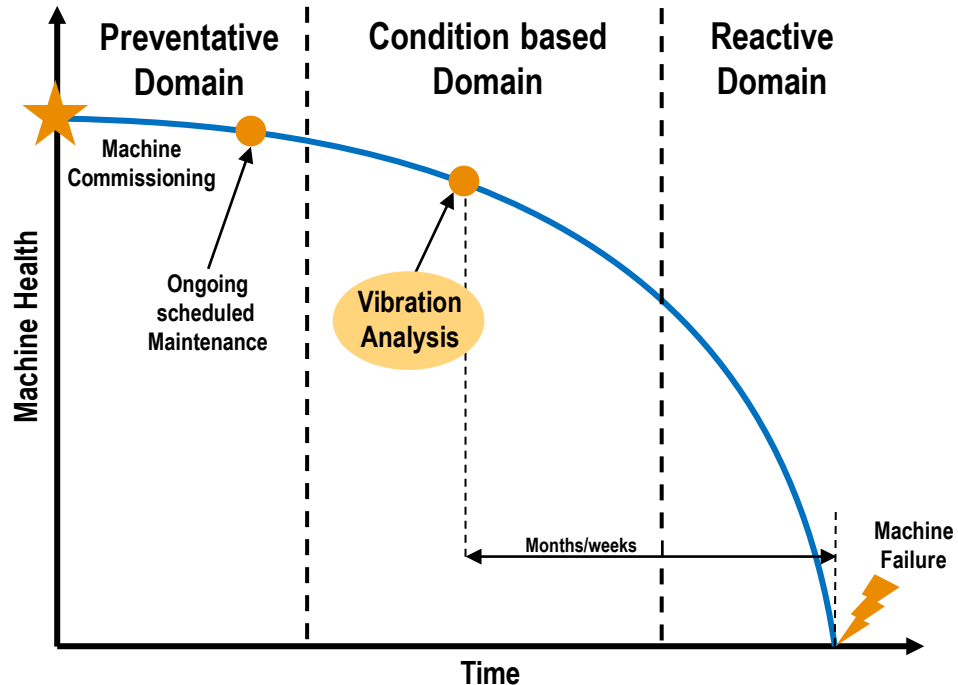 Preventative
Domain
Condition based
Domain
Reactive
Domain
Machine
Commissioning
Ongoing
scheduled
Maintenance
Vibration
Analysis
Machine Health
Months/weeks
Machine
Failure
Time